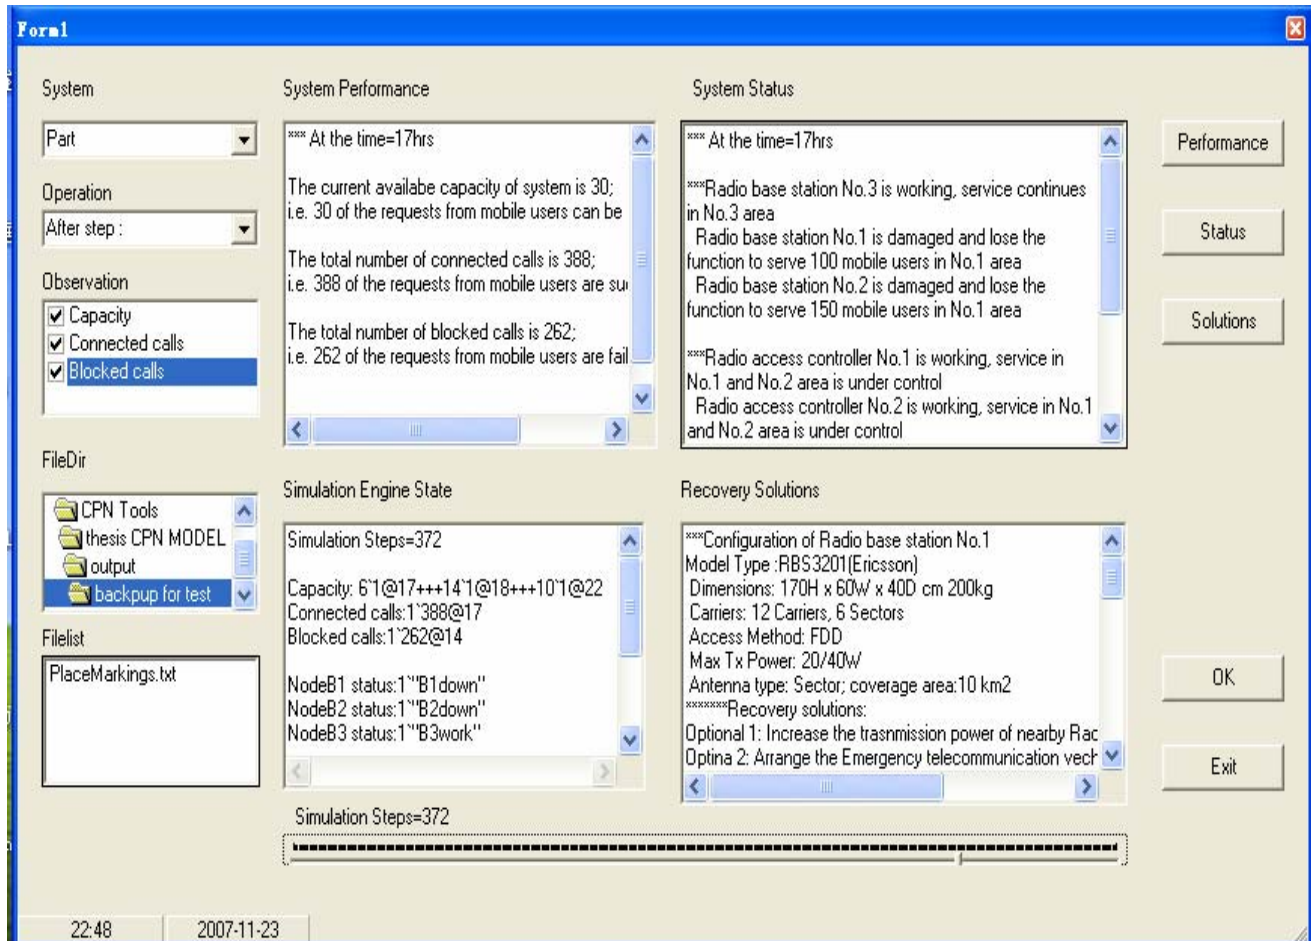 Form1
System
Part
Operation
After step :
Observation
Capacity
Connected calls
Blocked calls
FileDir
CPN Tools
thesis CPN MODEL
output
backpup for test
Filelist
PlaceMarkings.txt
System Performance
*** At the time=17hrs
The current availabe capacity of system is 30;
i.e. 30 of the requests from mobile users can be
The total number of connected calls is 388;
i.e. 388 of the requests from mobile users are
The total number of blocked calls is 262;
i.e. 262 of the requests from mobile users are fail
System Status
*** At the time=17hrs
***Radio base station No.3 is working, service continues
in No.3 area
Radio base station No.1 is damaged and lose the
function to serve 100 mobile users in No.1 area
Radio base station No.2 is damaged and lose the
function to serve 150 mobile users in No.1 area
***Radio access controller No.1 is working, service in
No.1 and No.2 area is under control
Radio access controller No.2 is working, service in No.1
and No.2 area is under control
Simulation Engine State
Simulation Steps=372
Capacity: 6`1@17+++14`1@18+++10`1@22
Connected calls:1`388@17
Blocked calls:1`262@14
NodeB1 status:1`"B1down"
NodeB2 status:1`"B2down"
NodeB3 status:1`"B3work"
Recovery Solutions
***Configuration of Radio base station No.1
Model Type :RBS3201(Ericsson)
Dimensions: 170H x 60W x 40D cm 200kg
Carriers: 12 Carriers, 6 Sectors
Access Method: FDD
Max Tx Power: 20/40W
Antenna type: Sector; coverage area:10 km2
*******Recovery solutions:
Optional 1: Increase the trasnmission power of nearby Rac
Optina 2: Arrange the Emergency telecommunication vech
Simulation Steps=372
Performance
Status
Solutions
OK
Exit
22:48
2007-11-23